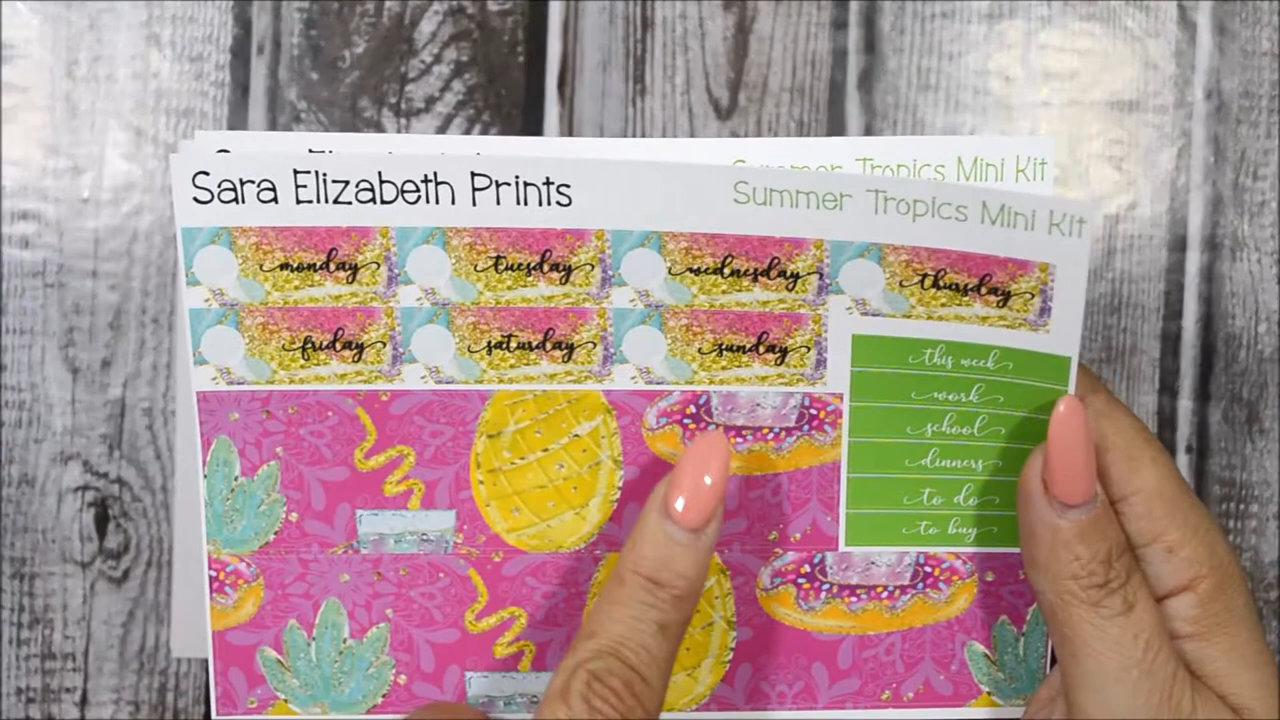 Summer Tropics Mini Kit
Sara Elizabeth Prints
Summer Tropics Mini Kit
monday
tuesday
wednesday
thursday
friday
saturday
sunday
this week
work
school
dinners
to do
to buy